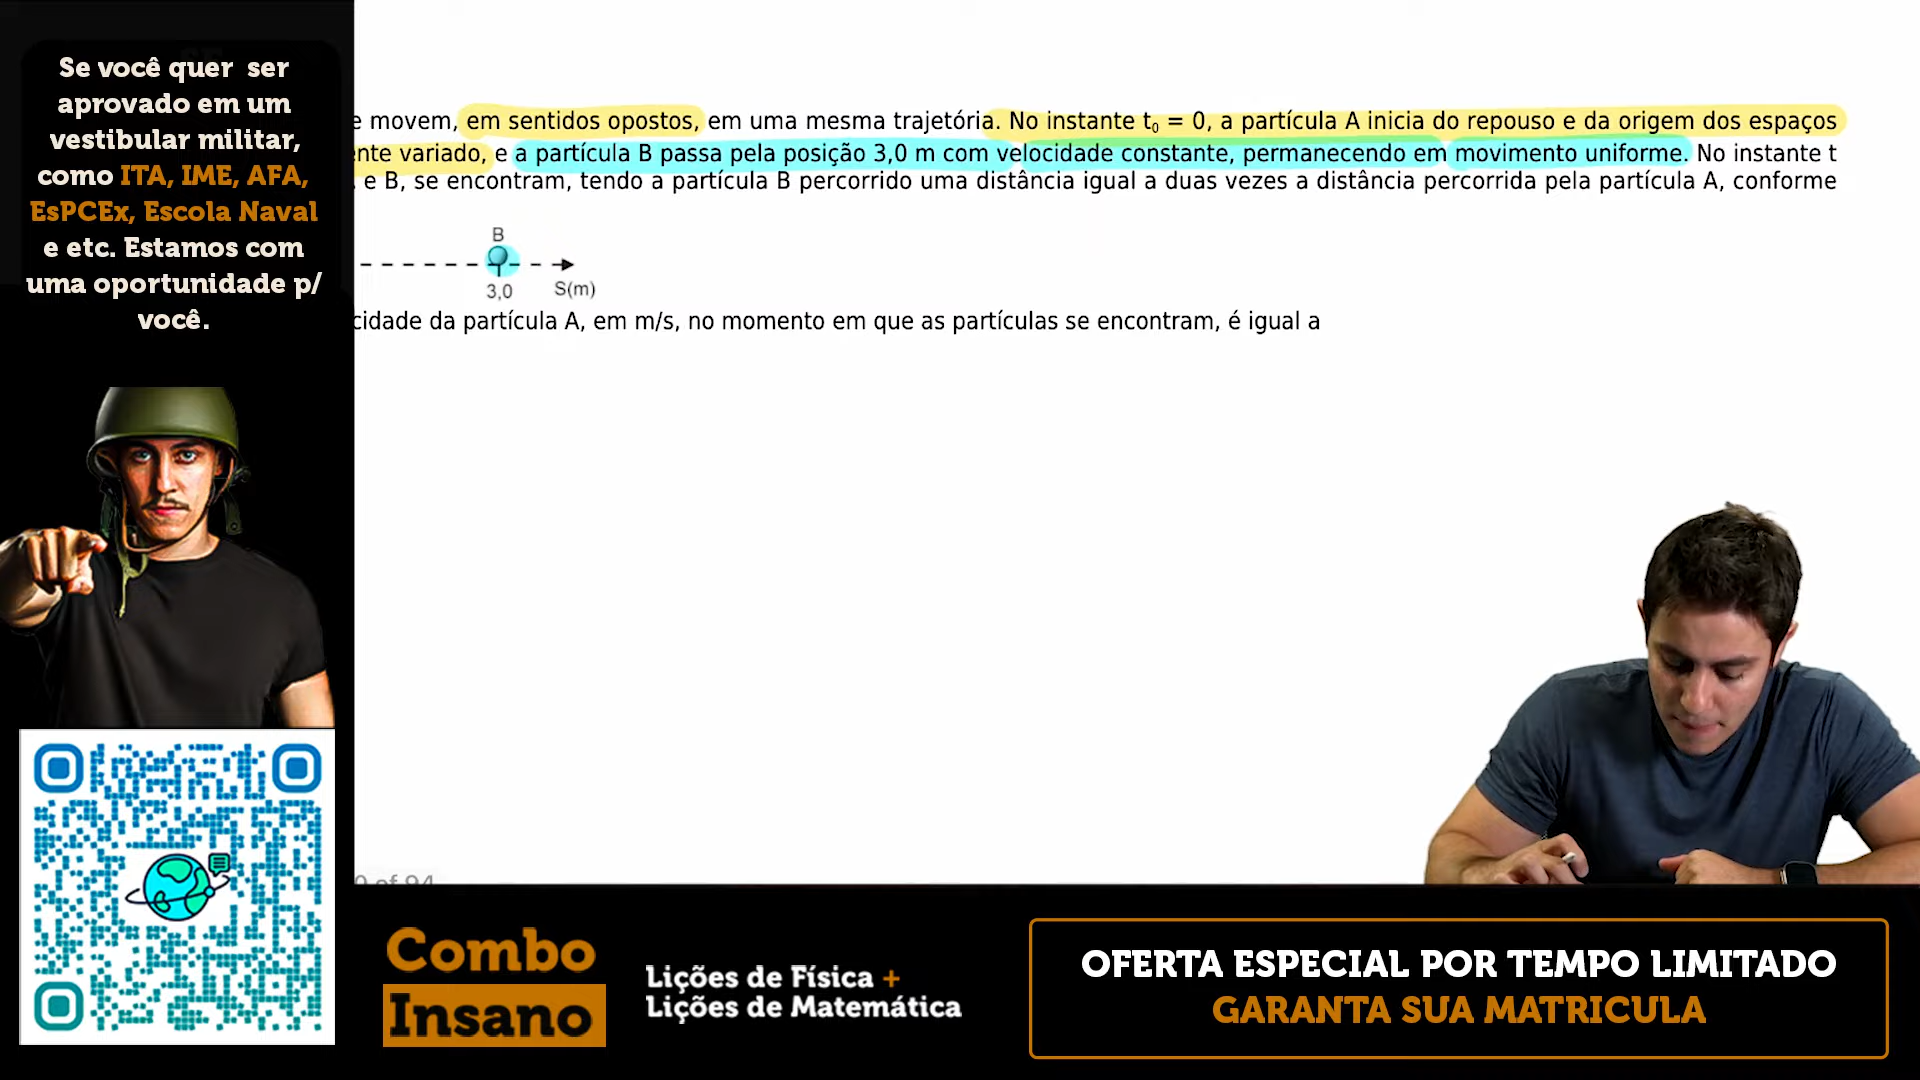 Se você quer ser
aprovado em um
vestibular militar,
como ITA, IME, AFA,
EsPCEx, Escola Naval
e etc. Estamos com
uma oportunidade p/
você.
e movem, em sentidos opostos, em uma mesma trajetória. No instante t₀ = 0, a partícula A inicia do repouso e da origem dos espaços
nte variado, e a partícula B passa pela posição 3,0 m com velocidade constante, permanecendo em movimento uniforme. No instante t
e B, se encontram, tendo a partícula B percorrido uma distância igual a duas vezes a distância percorrida pela partícula A, conforme
B
3,0 S(m)
cidade da partícula A, em m/s, no momento em que as partículas se encontram, é igual a
of 94
Combo
Insano
Lições de Física +
Lições de Matemática
OFERTA ESPECIAL POR TEMPO LIMITADO
GARANTA SUA MATRICULA